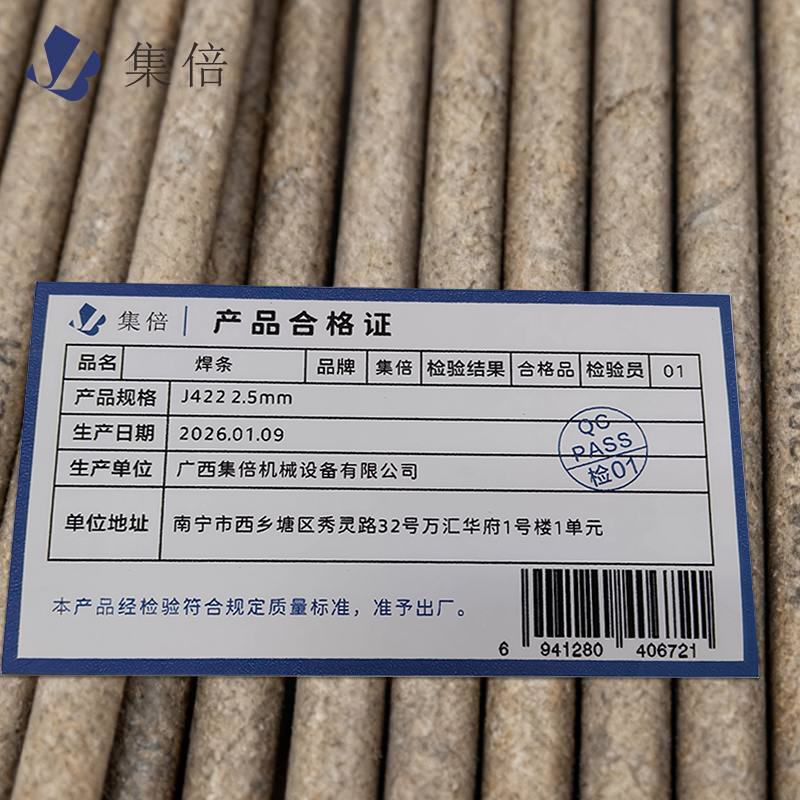 集倍
集倍 产品合格证
品名 焊条 品牌 集倍 检验结果 合格品 检验员 01
产品规格 J422 2.5mm
生产日期 2026.01.09
生产单位 广西集倍机械设备有限公司
单位地址 南宁市西乡塘区秀灵路32号万汇华府1号楼1单元
QC
PASS
检01
本产品经检验符合规定质量标准，准予出厂。
6 941280 406721